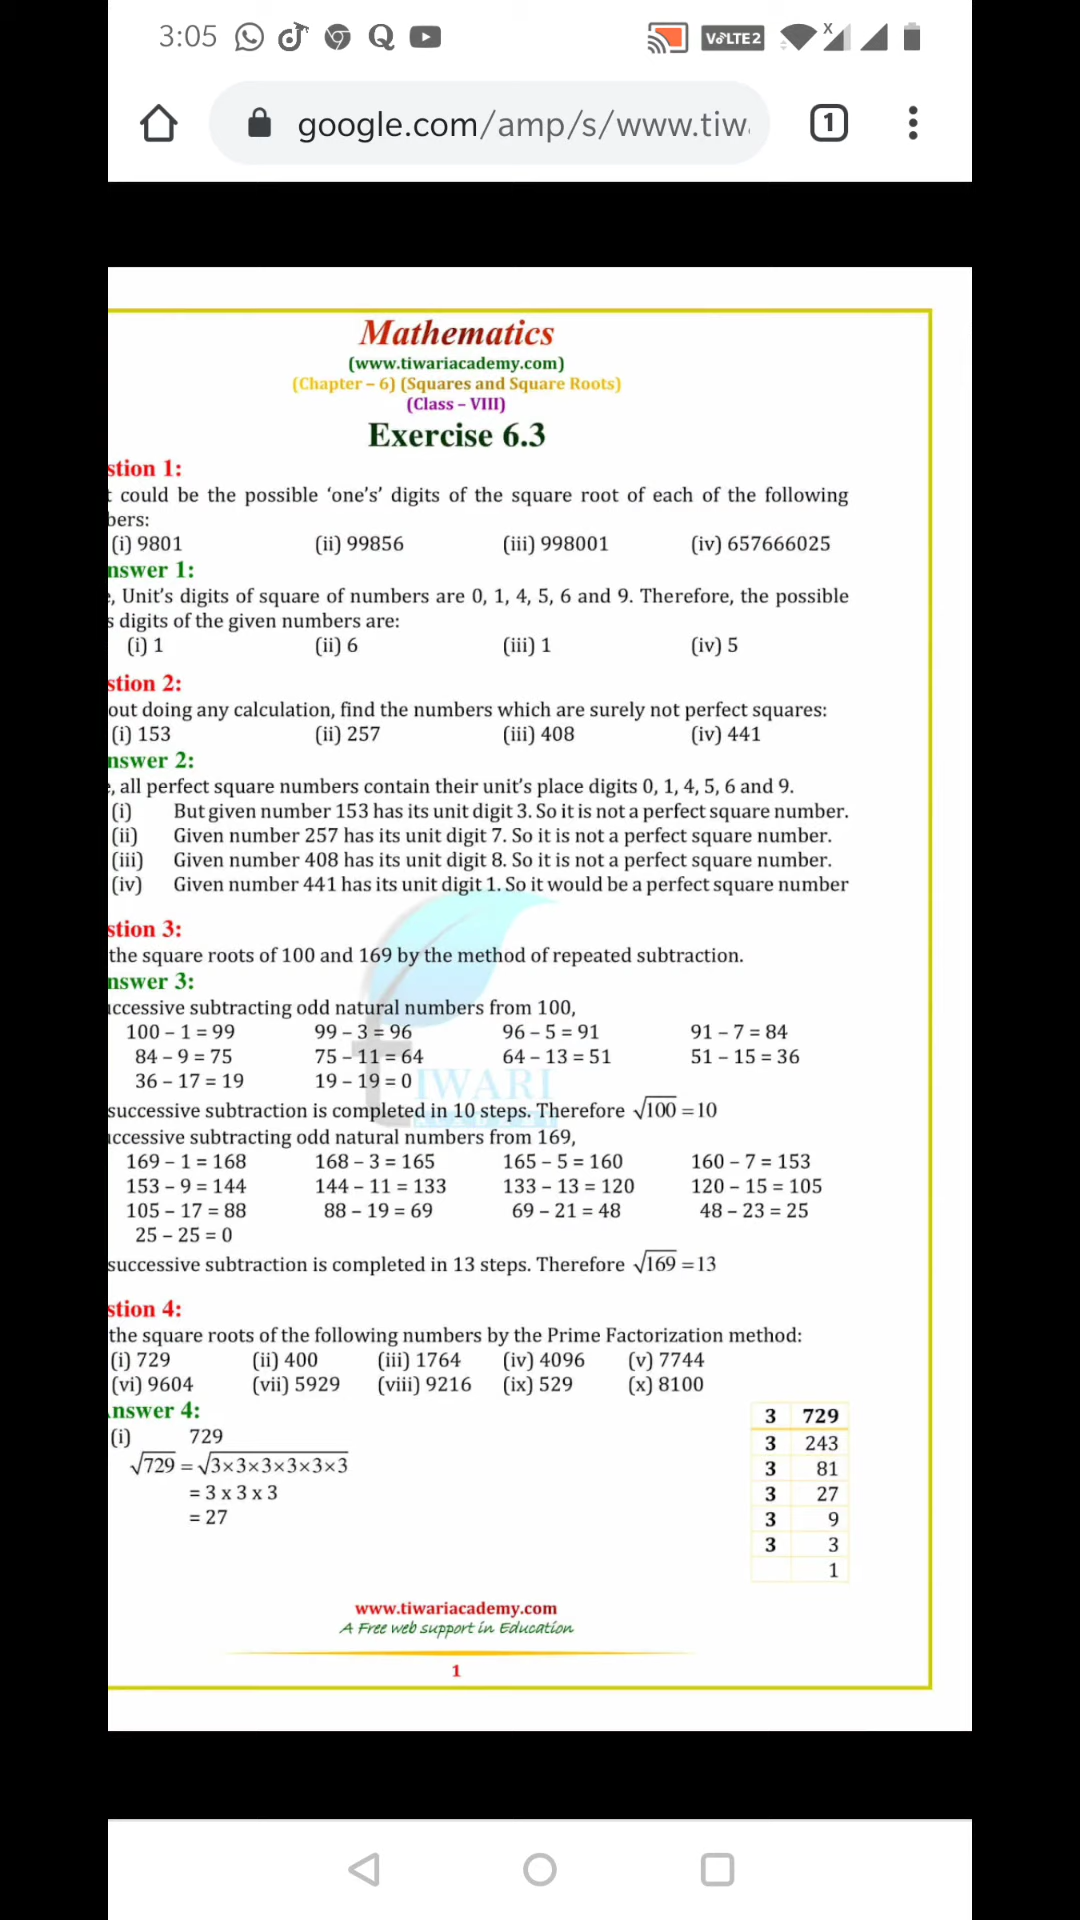 3:05 VoLTE2
google.com/amp/s/www.tiw
1
Mathematics
(www.tiwariacademy.com)
(Chapter – 6) (Squares and Square Roots)
(Class – VIII)
Exercise 6.3
stion 1:
could be the possible ‘one’s’ digits of the square root of each of the following
bers:
(i) 9801 (ii) 99856 (iii) 998001 (iv) 657666025
nswer 1:
, Unit’s digits of square of numbers are 0, 1, 4, 5, 6 and 9. Therefore, the possible
s digits of the given numbers are:
(i) 1 (ii) 6 (iii) 1 (iv) 5
stion 2:
out doing any calculation, find the numbers which are surely not perfect squares:
(i) 153 (ii) 257 (iii) 408 (iv) 441
nswer 2:
, all perfect square numbers contain their unit’s place digits 0, 1, 4, 5, 6 and 9.
(i) But given number 153 has its unit digit 3. So it is not a perfect square number.
(ii) Given number 257 has its unit digit 7. So it is not a perfect square number.
(iii) Given number 408 has its unit digit 8. So it is not a perfect square number.
(iv) Given number 441 has its unit digit 1. So it would be a perfect square number
stion 3:
the square roots of 100 and 169 by the method of repeated subtraction.
nswer 3:
ccessive subtracting odd natural numbers from 100,
100 – 1 = 99 99 – 3 = 96 96 – 5 = 91 91 – 7 = 84
84 – 9 = 75 75 – 11 = 64 64 – 13 = 51 51 – 15 = 36
36 – 17 = 19 19 – 19 = 0
TIWARI
ACADEMY
successive subtraction is completed in 10 steps. Therefore √100 = 10
ccessive subtracting odd natural numbers from 169,
169 – 1 = 168 168 – 3 = 165 165 – 5 = 160 160 – 7 = 153
153 – 9 = 144 144 – 11 = 133 133 – 13 = 120 120 – 15 = 105
105 – 17 = 88 88 – 19 = 69 69 – 21 = 48 48 – 23 = 25
25 – 25 = 0
successive subtraction is completed in 13 steps. Therefore √169 = 13
stion 4:
the square roots of the following numbers by the Prime Factorization method:
(i) 729 (ii) 400 (iii) 1764 (iv) 4096 (v) 7744
(vi) 9604 (vii) 5929 (viii) 9216 (ix) 529 (x) 8100
nswer 4:
(i) 729
√729 = √3×3×3×3×3×3
= 3 x 3 x 3
= 27
3 729
3 243
3 81
3 27
3 9
3 3
1
www.tiwariacademy.com
A Free web support in Education
1